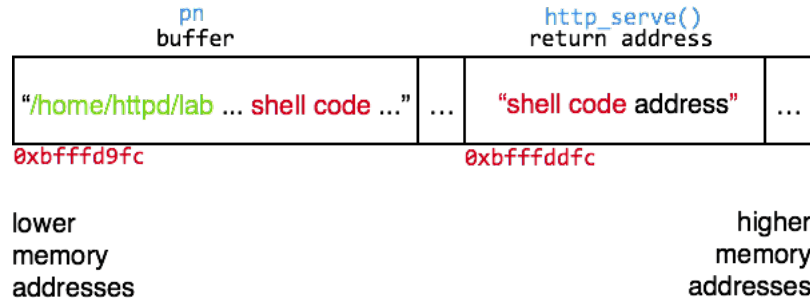 pn
buffer
http_serve()
return address
“/home/httpd/lab ... shell code ...”
...
“shell code address”
...
0xbfffd9fc
0xbfffddfc
lower
memory
addresses
higher
memory
addresses